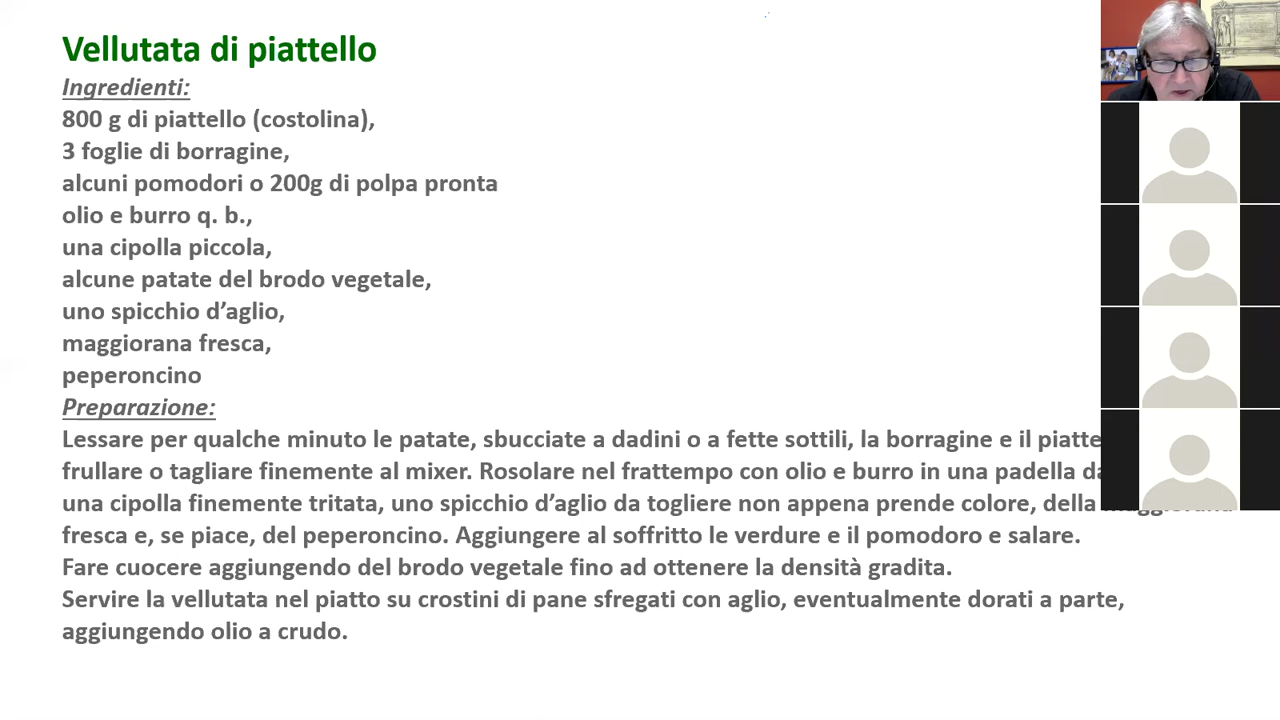 Vellutata di piattello
Ingredienti:
800 g di piattello (costolina),
3 foglie di borragine,
alcuni pomodori o 200g di polpa pronta
olio e burro q. b.,
una cipolla piccola,
alcune patate del brodo vegetale,
uno spicchio d’aglio,
maggiorana fresca,
peperoncino
Preparazione:
Lessare per qualche minuto le patate, sbucciate a dadini o a fette sottili, la borragine e il
frullare o tagliare finemente al mixer. Rosolare nel frattempo con olio e burro in una padella
una cipolla finemente tritata, uno spicchio d’aglio da togliere non appena prende colore, della
fresca e, se piace, del peperoncino. Aggiungere al soffritto le verdure e il pomodoro e salare.
Fare cuocere aggiungendo del brodo vegetale fino ad ottenere la densità gradita.
Servire la vellutata nel piatto su crostini di pane sfregati con aglio, eventualmente dorati a parte,
aggiungendo olio a crudo.